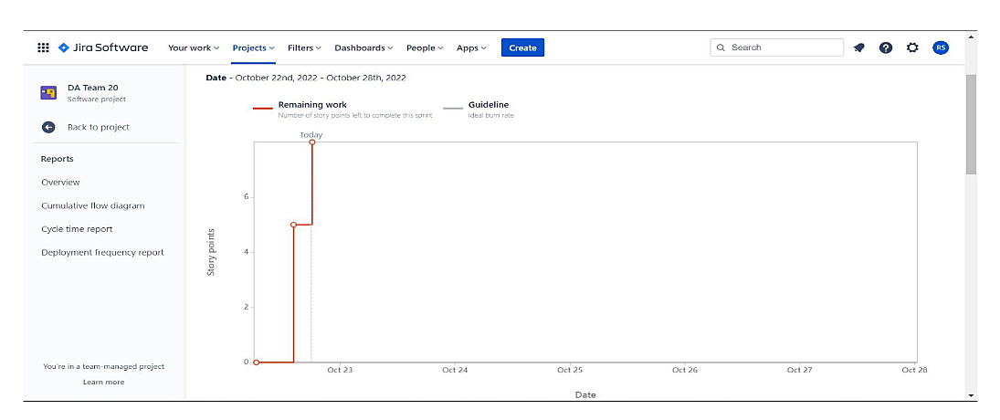 Jira Software Your work Projects Filters Dashboards People Apps Create Search RS
DA Team 20
Software project
Back to project
Reports
Overview
Cumulative flow diagram
Cycle time report
Deployment frequency report
You're in a team-managed project
Learn more
Date - October 22nd, 2022 - October 28th, 2022
Remaining work
Number of story points left to complete this sprint
Guideline
Ideal burn rate
Today
6
4
2
0
Story points
Oct 23 Oct 24 Oct 25 Oct 26 Oct 27 Oct 28
Date